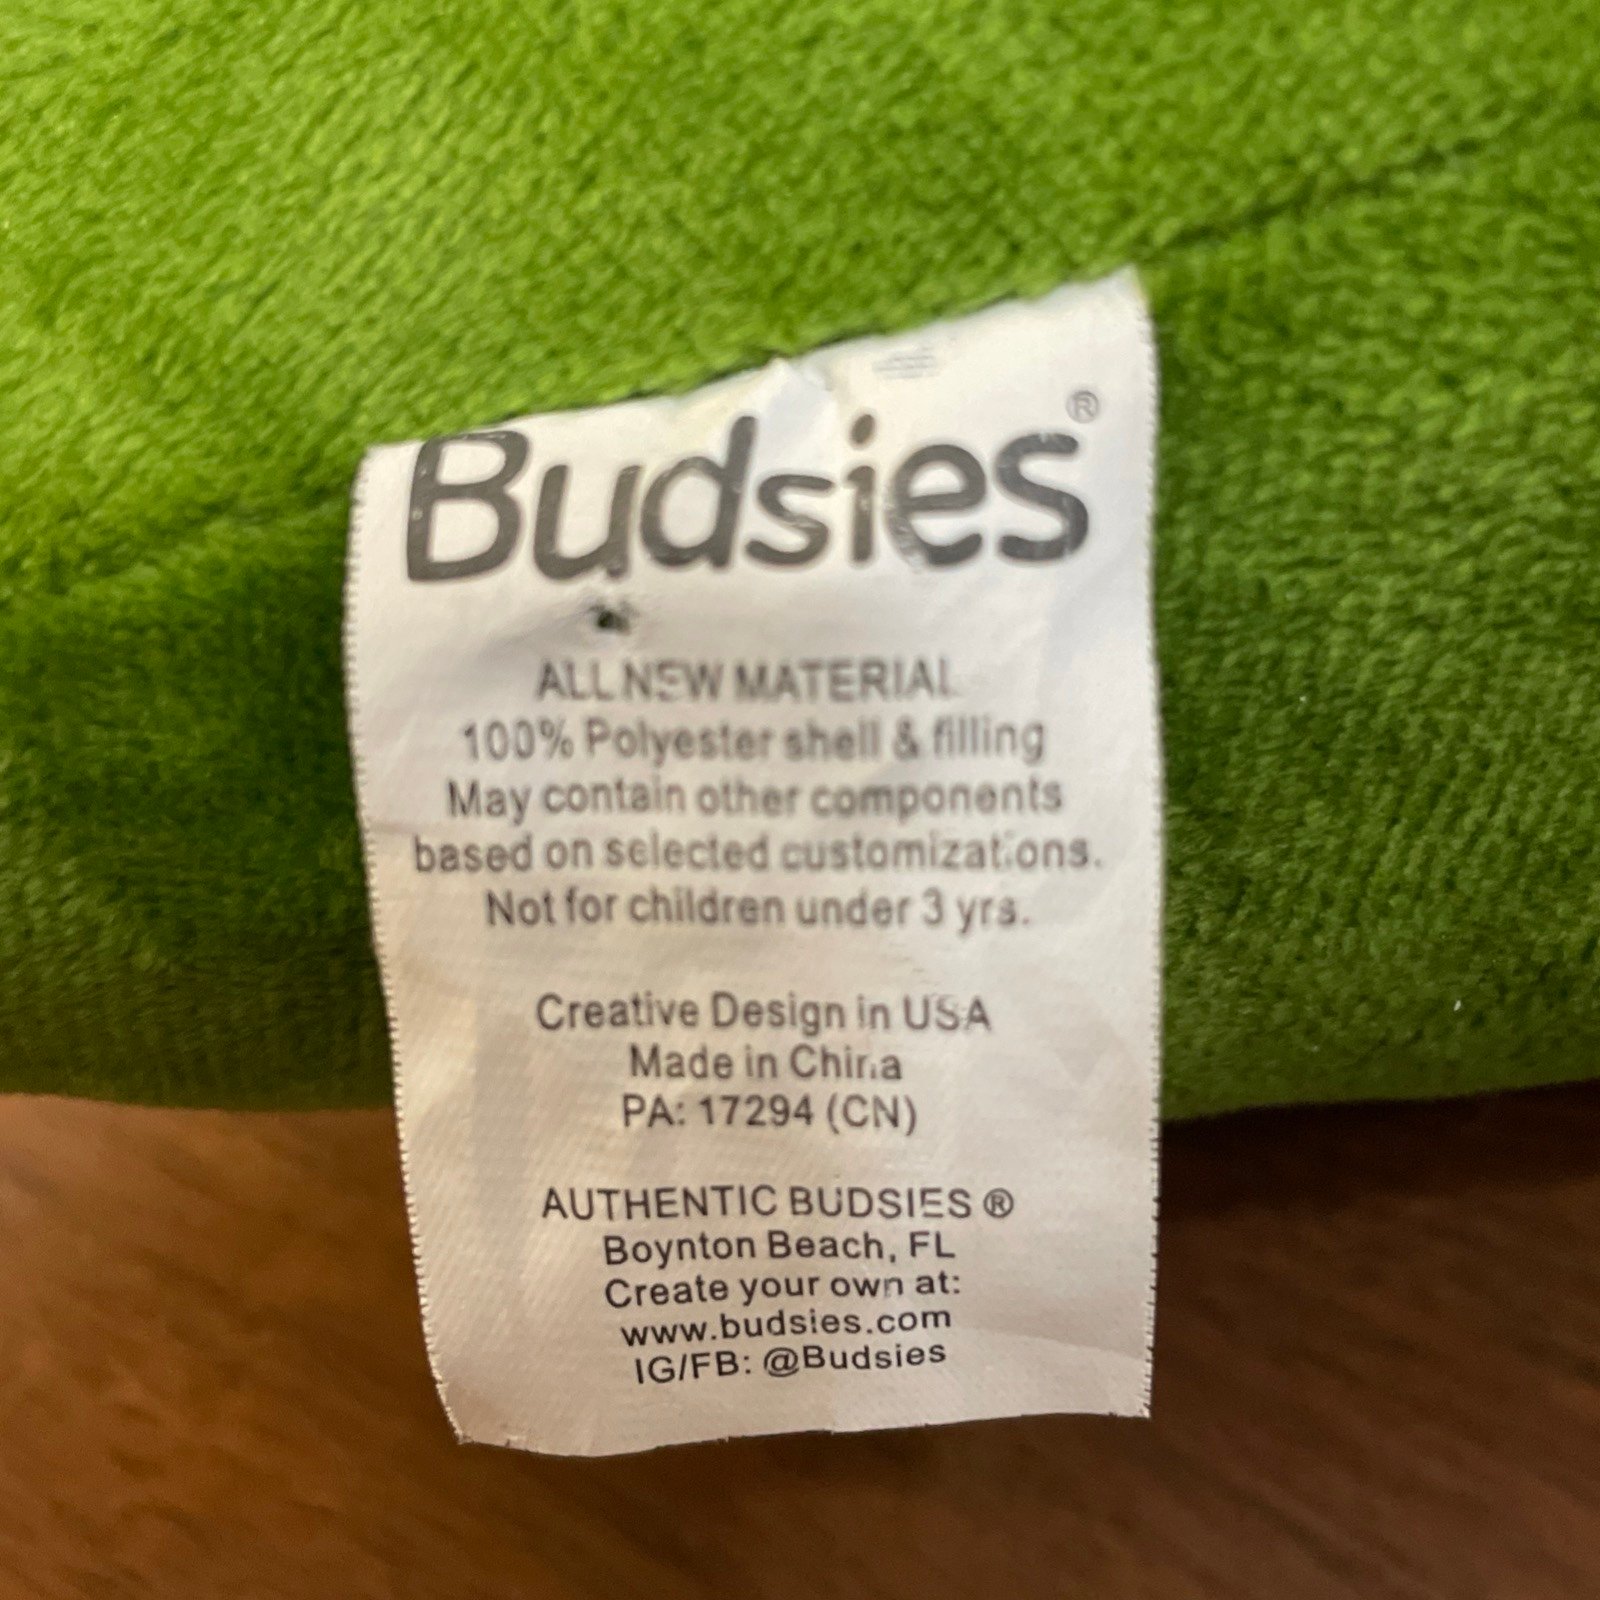 Budsies®
ALL NEW MATERIAL
100% Polyester shell & filling
May contain other components
based on selected customizations.
Not for children under 3 yrs.
Creative Design in USA
Made in China
PA: 17294 (CN)
AUTHENTIC BUDSIES ®
Boynton Beach, FL
Create your own at:
www.budsies.com
IG/FB: @Budsies